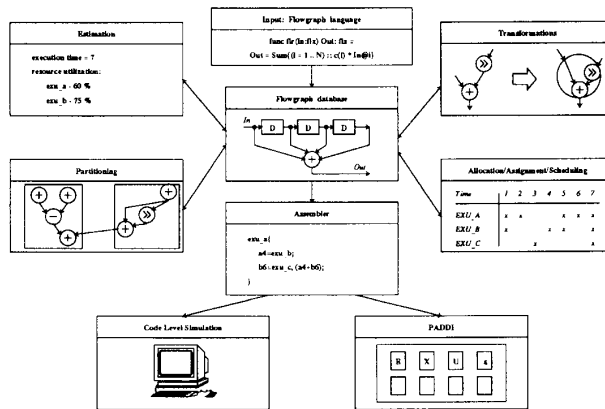 Input: Flowgraph language
func fir (In:fix) Out: fix =
Out = Sum((i = 1 .. N) :: c(i) * In@i)
Estimation
execution time = 7
resource utilization:
exu_a - 60 %
exu_b - 75 %
Transformations
>>
+
>>
+
Flowgraph database
In
D
D
D
+
Out
Partitioning
+
+
-
+
+
>>
+
Allocation/Assignment/Scheduling
Time 1 2 3 4 5 6 7
EXU_A x x x x x
EXU_B x x x x
EXU_C x x
Assembler
exu_a{
a4=exu_b;
b6=exu_c, (a4+b6);
}
Code Level Simulation
PADDI
R X U s